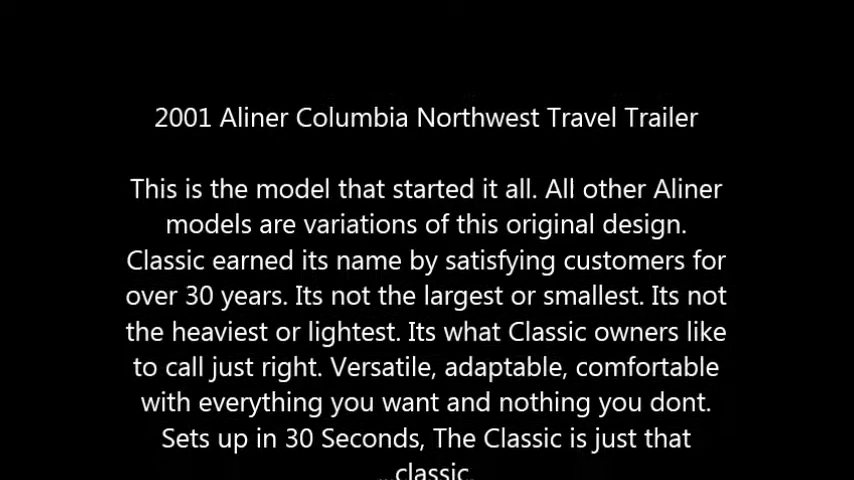 2001 Aliner Columbia Northwest Travel Trailer
This is the model that started it all. All other Aliner
models are variations of this original design.
Classic earned its name by satisfying customers for
over 30 years. Its not the largest or smallest. Its not
the heaviest or lightest. Its what Classic owners like
to call just right. Versatile, adaptable, comfortable
with everything you want and nothing you dont.
Sets up in 30 Seconds, The Classic is just that
...classic.